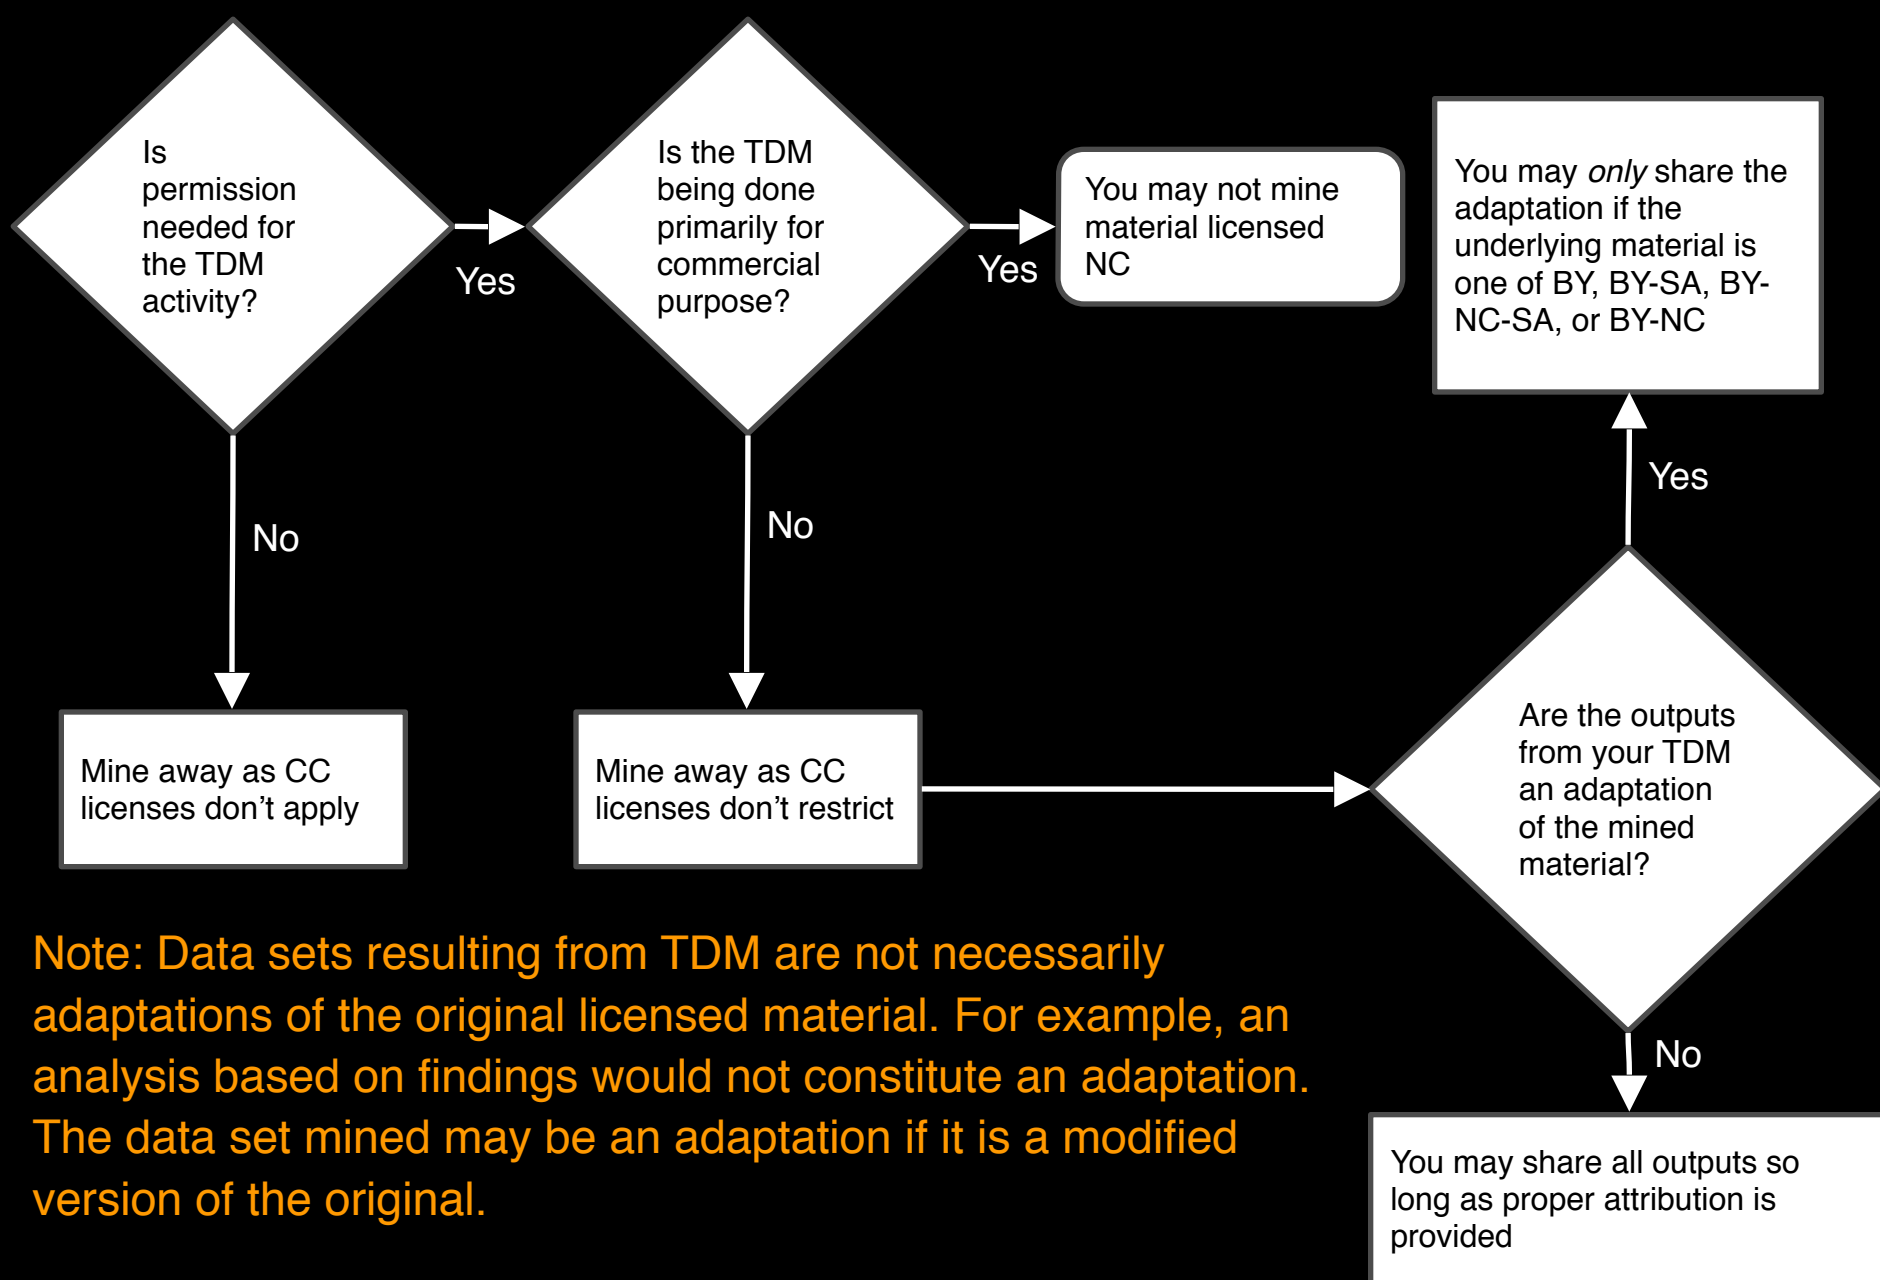 Is
permission
needed for
the TDM
activity?
Yes
Is the TDM
being done
primarily for
commercial
purpose?
Yes
You may not mine
material licensed
NC
You may only share the
adaptation if the
underlying material is
one of BY, BY-SA, BY-
NC-SA, or BY-NC
Yes
No
No
Mine away as CC
licenses don’t apply
Mine away as CC
licenses don’t restrict
Are the outputs
from your TDM
an adaptation
of the mined
material?
No
You may share all outputs so
long as proper attribution is
provided
Note: Data sets resulting from TDM are not necessarily
adaptations of the original licensed material. For example, an
analysis based on findings would not constitute an adaptation.
The data set mined may be an adaptation if it is a modified
version of the original.